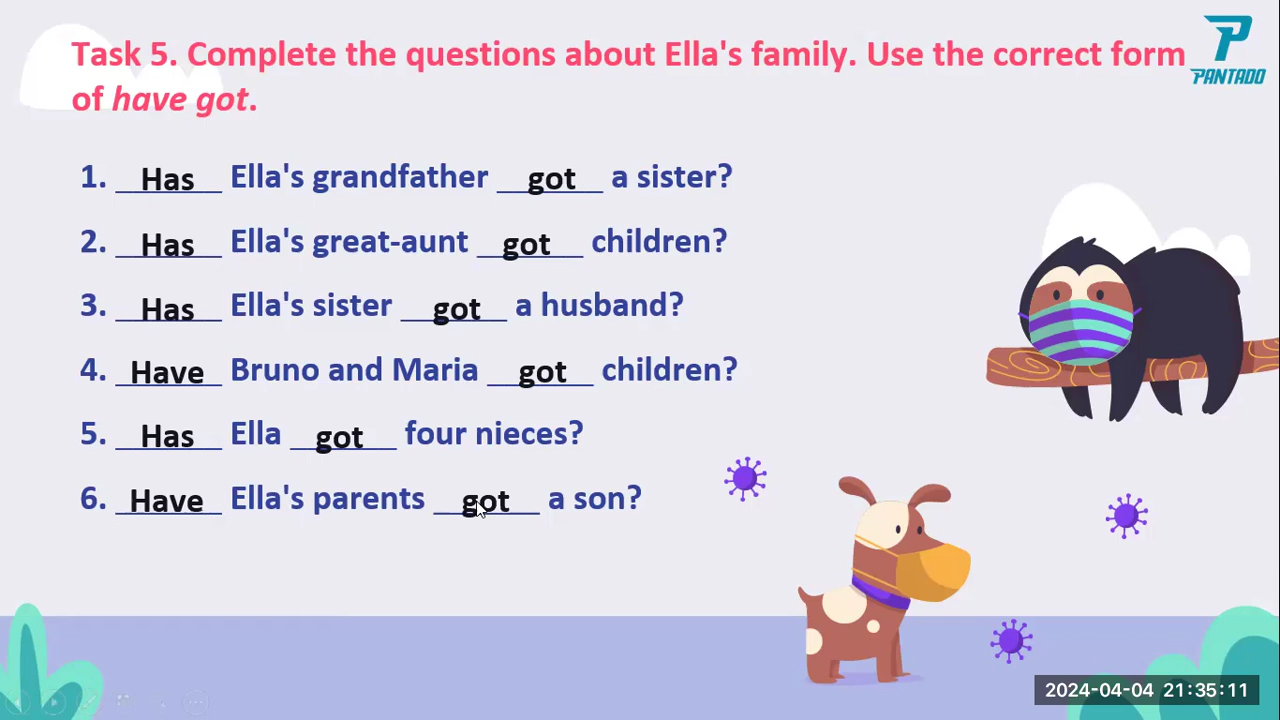 Task 5. Complete the questions about Ella's family. Use the correct form
of have got.
PANTADO
1. Has Ella's grandfather got a sister?
2. Has Ella's great-aunt got children?
3. Has Ella's sister got a husband?
4. Have Bruno and Maria got children?
5. Has Ella got four nieces?
6. Have Ella's parents got a son?
2024-04-04 21:35:11